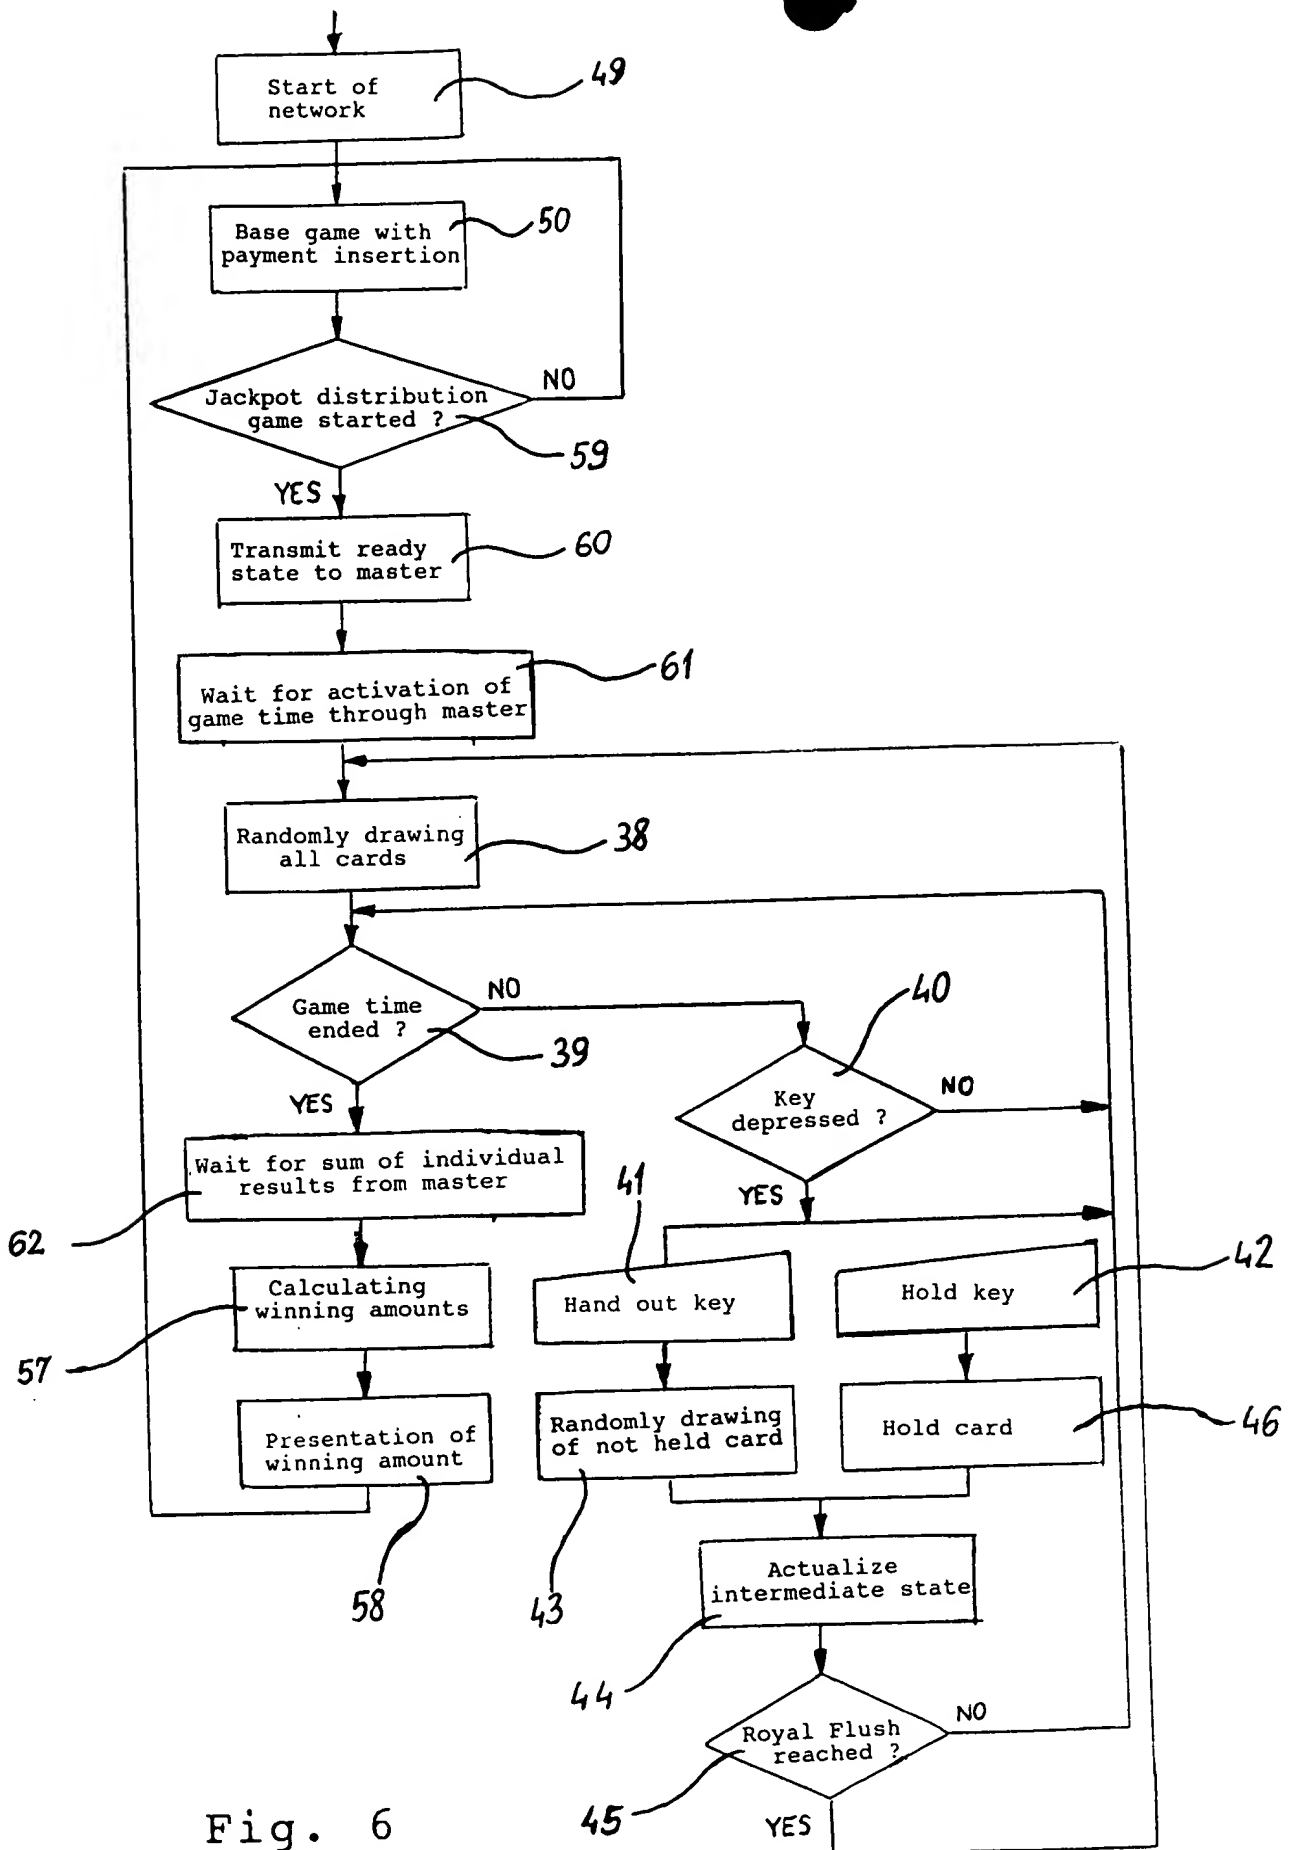 Start of
network
49
Base game with
payment insertion
50
Jackpot distribution
game started ?
NO
59
YES
Transmit ready
state to master
60
Wait for activation of
game time through master
61
Randomly drawing
all cards
38
Game time
ended ?
NO
39
40
Key
depressed ?
NO
YES
YES
Wait for sum of individual
results from master
62
41
42
Hand out key
Hold key
Calculating
winning amounts
57
Randomly drawing
of not held card
Hold card
46
Presentation of
winning amount
58
43
Actualize
intermediate state
44
Royal Flush
reached ?
NO
45
YES
Fig. 6